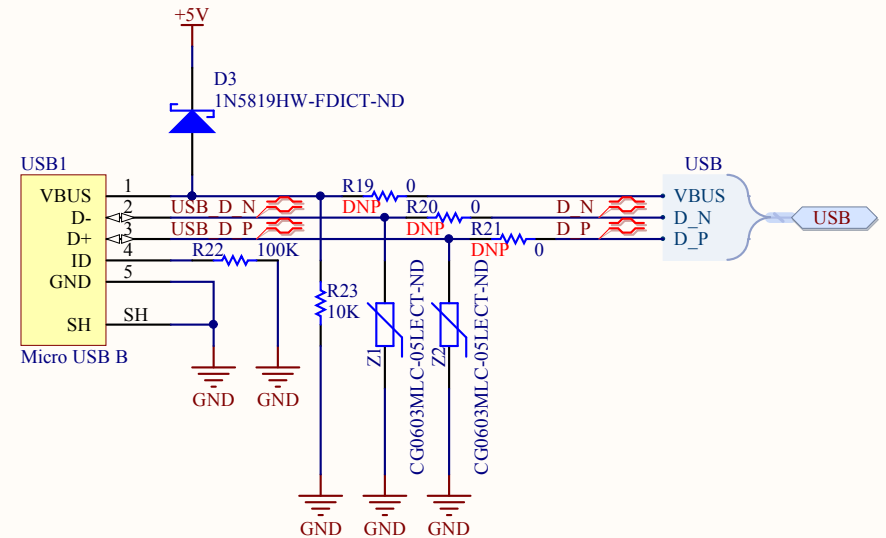 +5V
D3
1N5819HW-FDICT-ND
USB1
USB
VBUS
1
R19
0
VBUS
D-
2
USB_D_N
DNP
R20
0
D_N
D_N
USB
D+
3
USB_D_P
DNP
R21
D_P
D_P
ID
4
R22
100K
DNP
0
GND
5
R23
10K
SH
SH
Micro USB B
Z1
CG0603MLC-05LECT-ND
Z2
CG0603MLC-05LECT-ND
GND
GND
GND
GND
GND